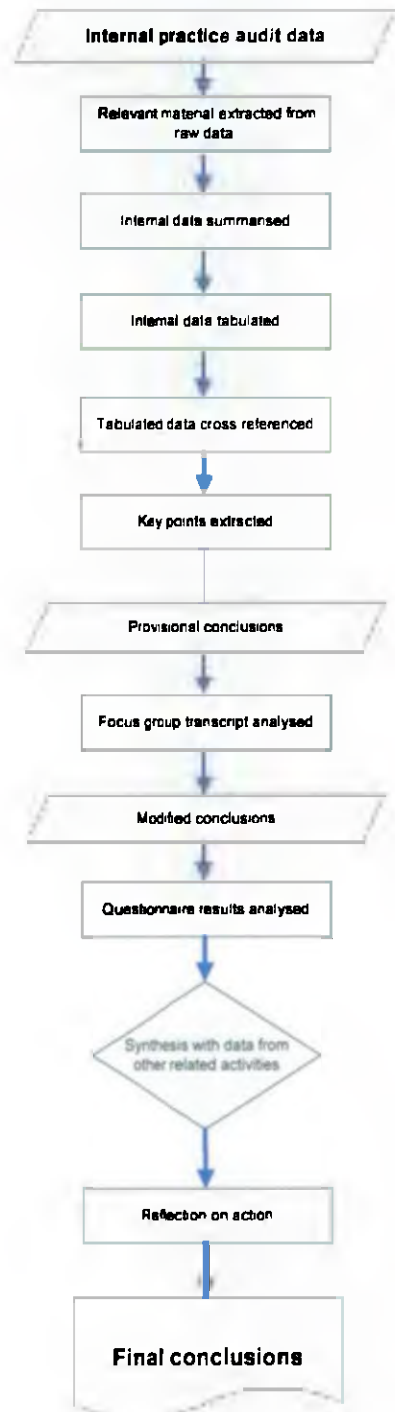 Internal practice audit data
Relevant material extracted from
raw data
Internal data summarised
Internal data tabulated
Tabulated data cross referenced
Key points extracted
Provisional conclusions
Focus group transcript analysed
Modified conclusions
Questionnaire results analysed
Synthesis with data from
other related activities
Reflection on action
Final conclusions